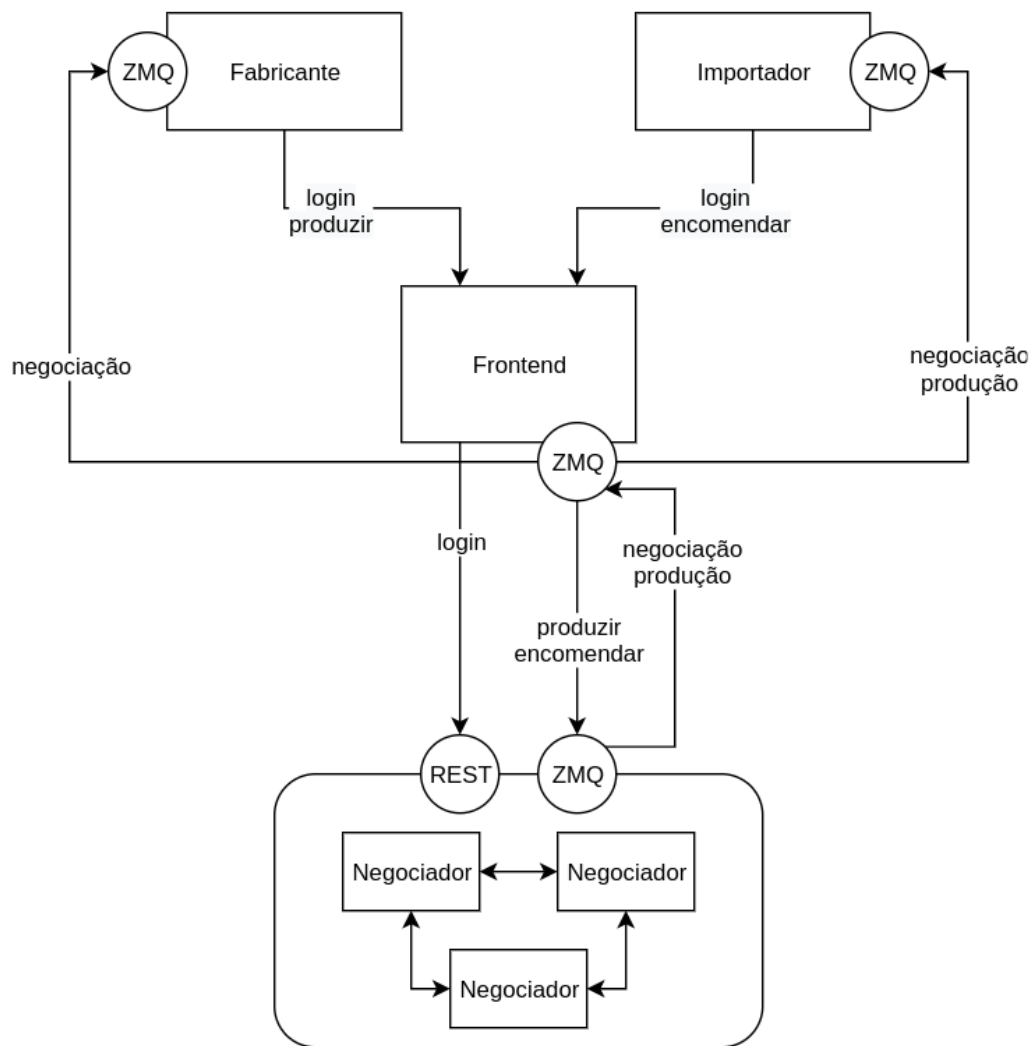 ZMQ
Fabricante
Importador
ZMQ
login
produzir
login
encomendar
negociação
Frontend
negociação
produção
ZMQ
login
negociação
produção
produzir
encomendar
REST
ZMQ
Negociador
Negociador
Negociador